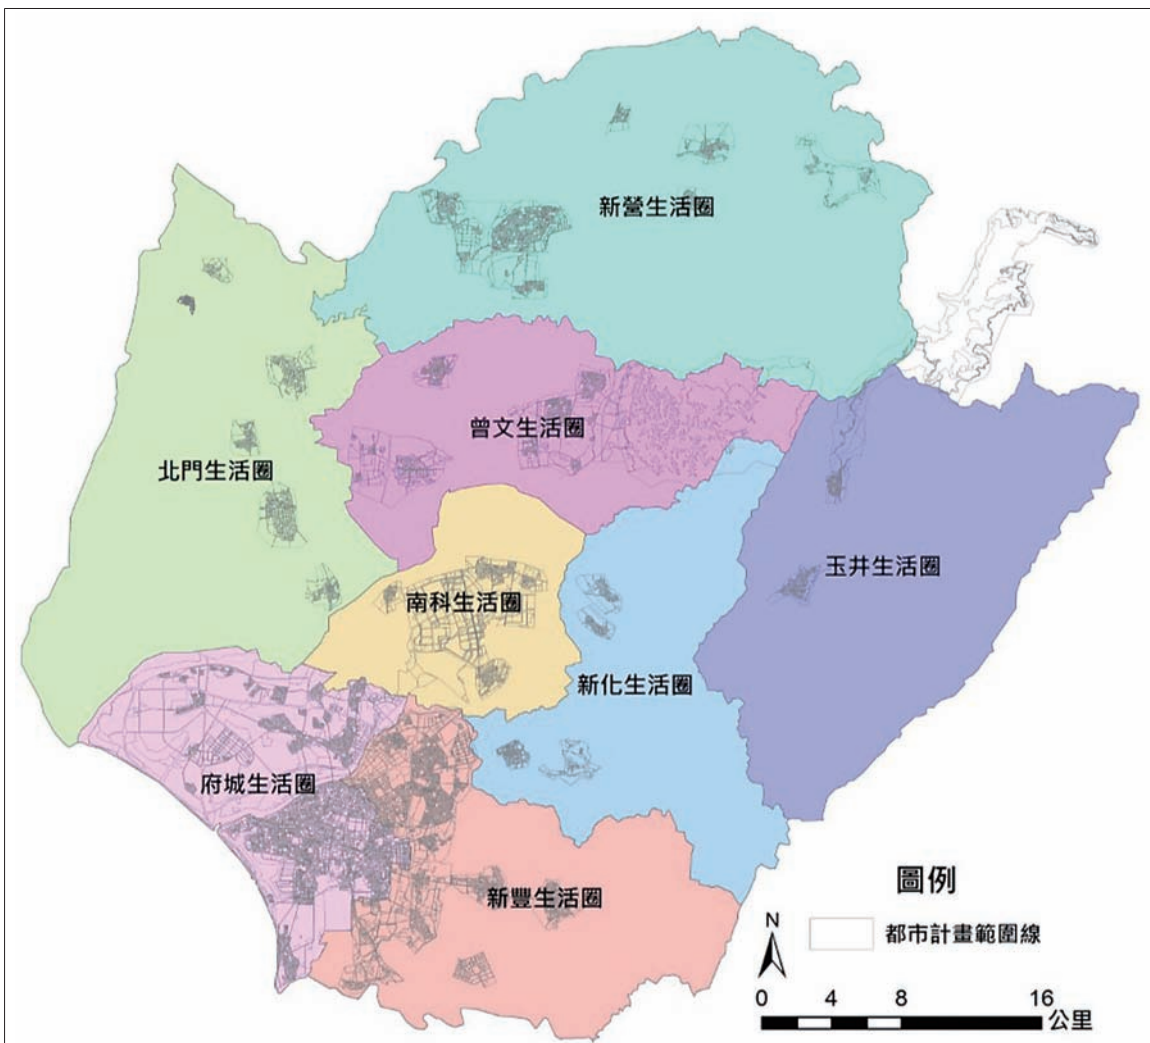 新營生活圈
曾文生活圈
北門生活圈
玉井生活圈
南科生活圈
新化生活圈
府城生活圈
新豐生活圈
圖例
都市計畫範圍線
N
0 4 8 16
公里